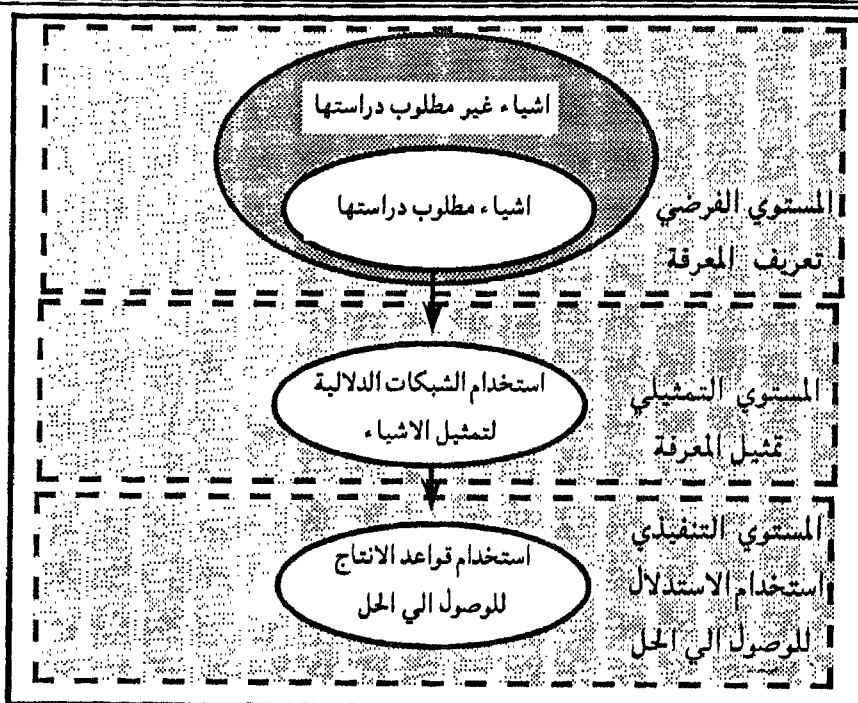 اشياء غير مطلوب دراستها
اشياء مطلوب دراستها
المستوي الفرضي
تعريف المعرفة
استخدام الشبكات الدلالية
لتمثيل الاشياء
المستوي التمثيلي
تمثيل المعرفة
استخدام قواعد الانتاج
للوصول الي الحل
المستوي التنفيذي
استخدام الاستدلال
للوصول الي الحل